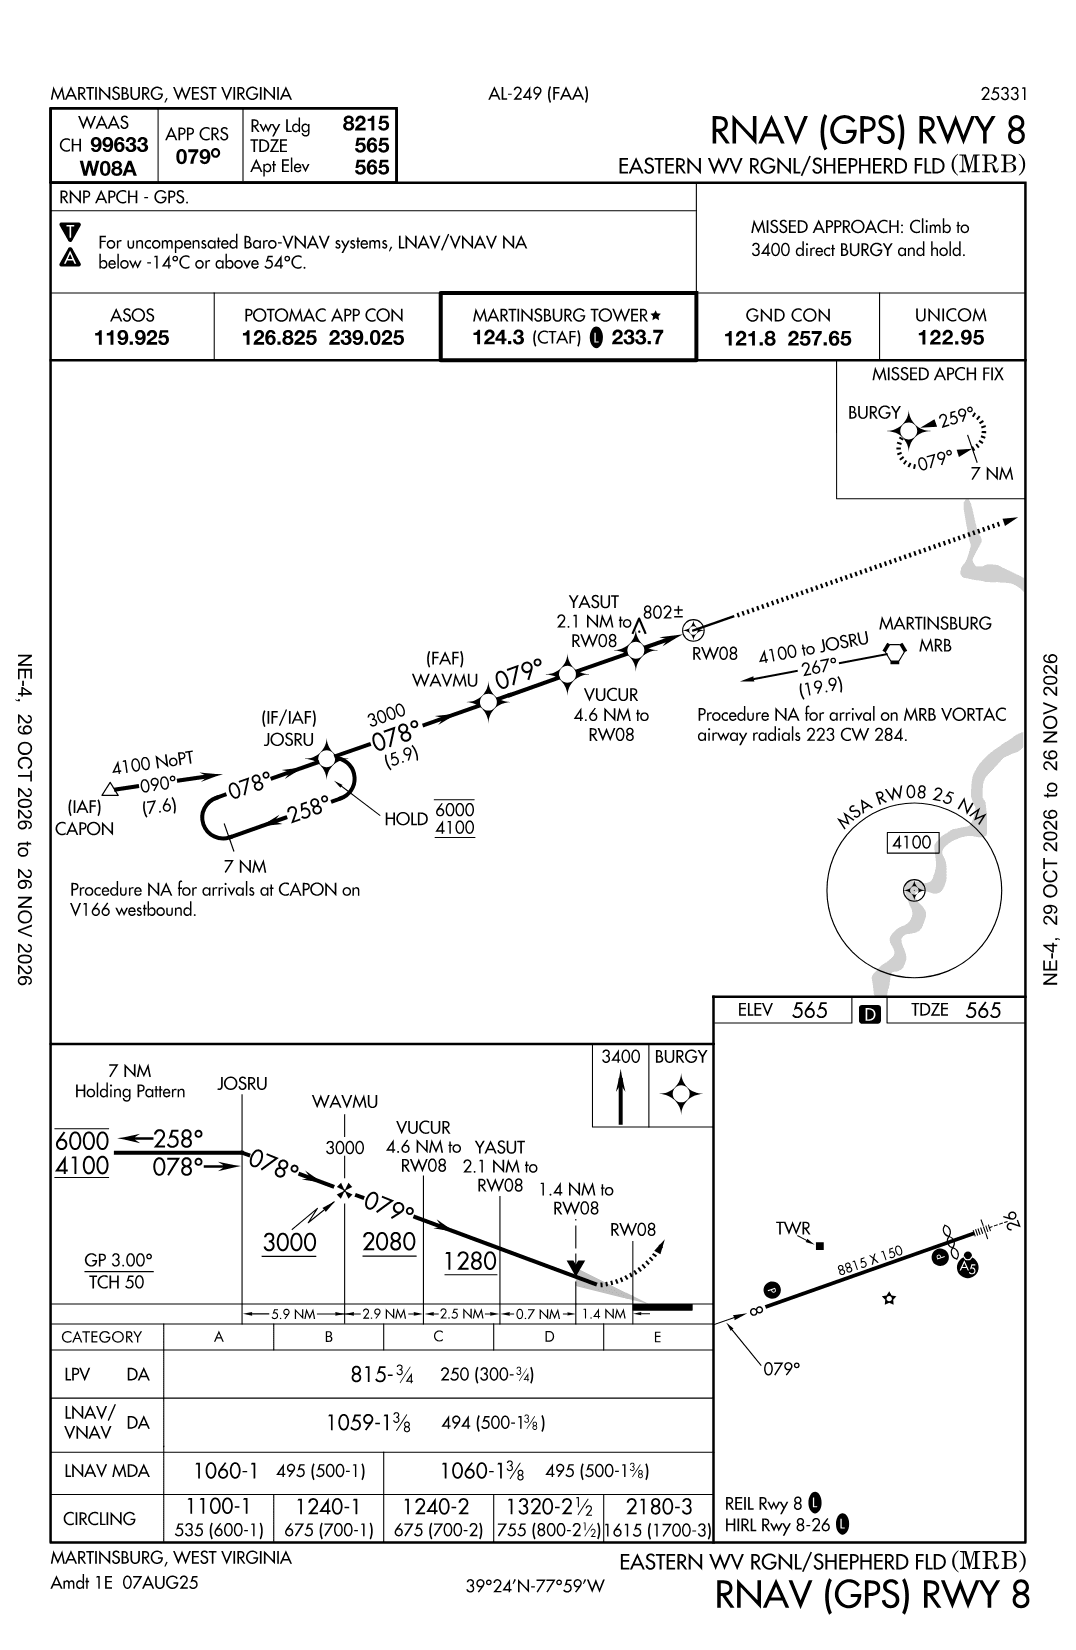 MARTINSBURG, WEST VIRGINIA
AL-249 (FAA)
25331
WAAS
CH 99633
W08A
APP CRS
079°
Rwy Ldg 8215
TDZE 565
Apt Elev 565
RNAV (GPS) RWY 8
EASTERN WV RGNL/SHEPHERD FLD (MRB)
RNP APCH - GPS.
T
A
For uncompensated Baro-VNAV systems, LNAV/VNAV NA
below -14°C or above 54°C.
MISSED APPROACH: Climb to
3400 direct BURGY and hold.
ASOS
119.925
POTOMAC APP CON
126.825 239.025
MARTINSBURG TOWER★
124.3 (CTAF) L 233.7
GND CON
121.8 257.65
UNICOM
122.95
MISSED APCH FIX
BURGY
259°
079°
7 NM
YASUT
2.1 NM to
RW08
802±
RW08
MARTINSBURG
MRB
4100 to JOSRU
267°
(19.9)
Procedure NA for arrival on MRB VORTAC
airway radials 223 CW 284.
(FAF)
WAVMU
079°
VUCUR
4.6 NM to
RW08
(IF/IAF)
JOSRU
3000
078°
(5.9)
4100 NoPT
090°
(7.6)
(IAF)
CAPON
078°
258°
HOLD 6000
4100
7 NM
Procedure NA for arrivals at CAPON on
V166 westbound.
MSA RW08 25 NM
4100
NE-4, 29 OCT 2026 to 26 NOV 2026
NE-4, 29 OCT 2026 to 26 NOV 2026
ELEV 565
D
TDZE 565
7 NM
Holding Pattern
JOSRU
WAVMU
3000
VUCUR
4.6 NM to
RW08
YASUT
2.1 NM to
RW08
1.4 NM to
RW08
RW08
3400
BURGY
6000
4100
258°
078°
078°
079°
3000
2080
1280
GP 3.00°
TCH 50
5.9 NM
2.9 NM
2.5 NM
0.7 NM
1.4 NM
TWR
8815 X 150
26
8
P
P
A5
079°
REIL Rwy 8 L
HIRL Rwy 8-26 L
CATEGORY A B C D E
LPV DA 815-¾ 250 (300-¾)
LNAV/
VNAV DA 1059-1⅜ 494 (500-1⅜)
LNAV MDA 1060-1 495 (500-1) 1060-1⅜ 495 (500-1⅜)
CIRCLING
1100-1
535 (600-1)
1240-1
675 (700-1)
1240-2
675 (700-2)
1320-2½
755 (800-2½)
2180-3
1615 (1700-3)
MARTINSBURG, WEST VIRGINIA
Amdt 1E 07AUG25
39°24'N-77°59'W
EASTERN WV RGNL/SHEPHERD FLD (MRB)
RNAV (GPS) RWY 8